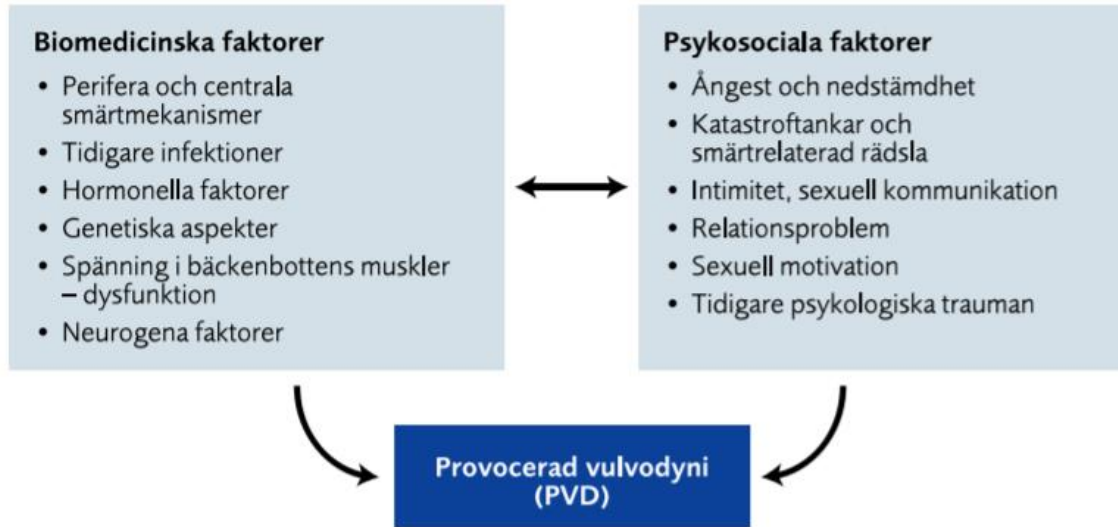 Biomedicinska faktorer
• Perifera och centrala
smärtmekanismer
• Tidigare infektioner
• Hormonella faktorer
• Genetiska aspekter
• Spänning i bäckenbottens muskler
– dysfunktion
• Neurogena faktorer
Psykosociala faktorer
• Ångest och nedstämdhet
• Katastroftankar och
smärtrelaterad rädsla
• Intimitet, sexuell kommunikation
• Relationsproblem
• Sexuell motivation
• Tidigare psykologiska trauman
Provocerad vulvodyni
(PVD)